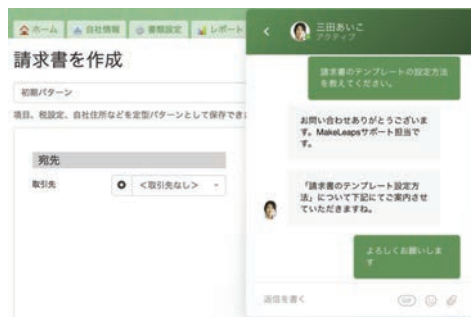 ホーム 自社情報 書類設定 レポート
請求書を作成
初期パターン
項目、税設定、自社住所などを定型パターンとして保存でき
宛先
取引先 <取引先なし>
三田あいこ
アクティブ
請求書のテンプレートの設定方法
を教えてください。
お問い合わせありがとうございま
す。MakeLeapsサポート担当で
す。
「請求書のテンプレート設定方
法」について下記にてご案内させ
ていただきますね。
よろしくお願いしま
す
返信を書く
GIF